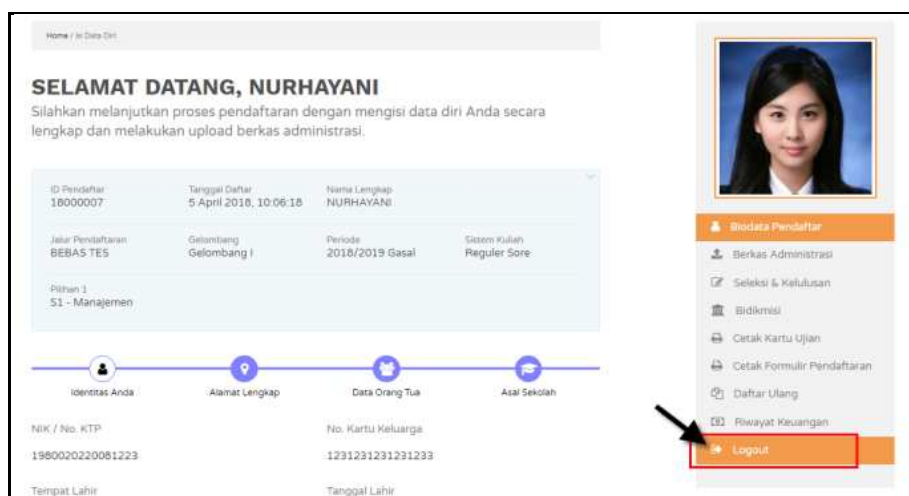 Home / Isi Data Diri
SELAMAT DATANG, NURHAYANI
Silahkan melanjutkan proses pendaftaran dengan mengisi data diri Anda secara
lengkap dan melakukan upload berkas administrasi.
ID Pendaftar
18000007
Tanggal Daftar
5 April 2018, 10:06:18
Nama Lengkap
NURHAYANI
Jalur Pendaftaran
BEBAS TES
Gelombang
Gelombang I
Periode
2018/2019 Gasal
Sistem Kuliah
Reguler Sore
Pilihan 1
S1 - Manajemen
Identitas Anda
Alamat Lengkap
Data Orang Tua
Asal Sekolah
NIK / No. KTP
No. Kartu Keluarga
1980020220081223
1231231231231233
Tempat Lahir
Tanggal Lahir
Biodata Pendaftar
Berkas Administrasi
Seleksi & Kelulusan
Bidikmisi
Cetak Kartu Ujian
Cetak Formulir Pendaftaran
Daftar Ulang
Riwayat Keuangan
Logout